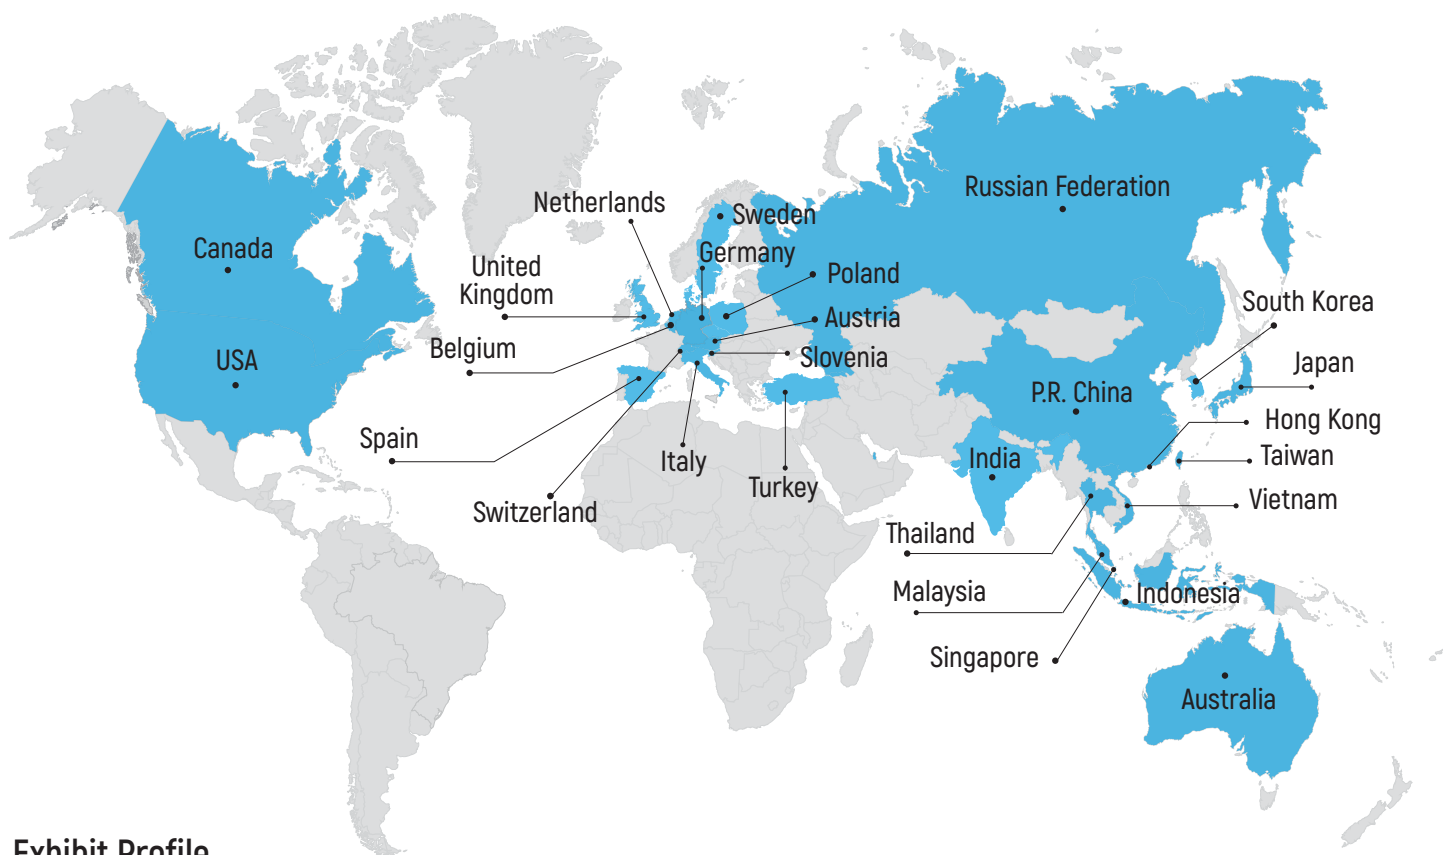 Russian Federation
Netherlands
Sweden
Canada
Germany
United
Kingdom
Poland
South Korea
Austria
Belgium
USA
Slovenia
Japan
P.R. China
Hong Kong
Spain
Italy
India
Taiwan
Turkey
Vietnam
Switzerland
Thailand
Malaysia
Indonesia
Singapore
Australia
Exhibit Profile